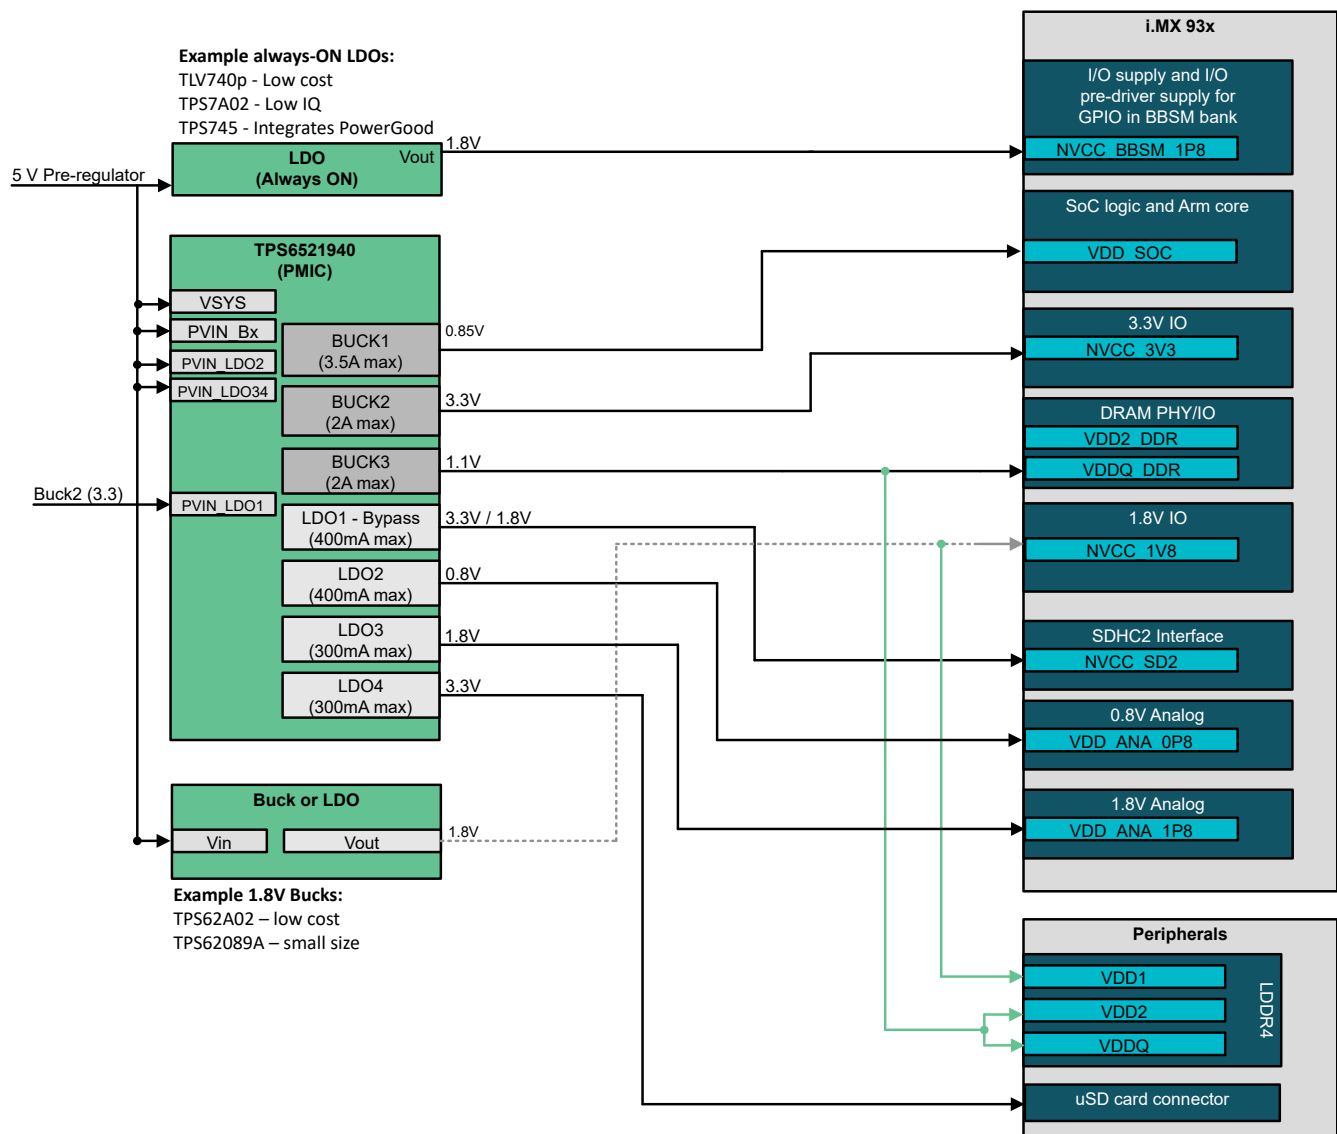 Example always-ON LDOs:
TLV740p - Low cost
TPS7A02 - Low IQ
TPS745 - Integrates PowerGood
LDO
(Always ON)
Vout
1.8V
5 V Pre-regulator
TPS6521940
(PMIC)
VSYS
PVIN_Bx
PVIN_LDO2
PVIN_LDO34
Buck2 (3.3)
PVIN_LDO1
BUCK1
(3.5A max)
0.85V
BUCK2
(2A max)
3.3V
BUCK3
(2A max)
1.1V
LDO1 - Bypass
(400mA max)
3.3V / 1.8V
LDO2
(400mA max)
0.8V
LDO3
(300mA max)
1.8V
LDO4
(300mA max)
3.3V
Buck or LDO
Vin
Vout
1.8V
Example 1.8V Bucks:
TPS62A02 – low cost
TPS62089A – small size
i.MX 93x
I/O supply and I/O
pre-driver supply for
GPIO in BBSM bank
NVCC_BBSM_1P8
SoC logic and Arm core
VDD_SOC
3.3V IO
NVCC_3V3
DRAM PHY/IO
VDD2_DDR
VDDQ_DDR
1.8V IO
NVCC_1V8
SDHC2 Interface
NVCC_SD2
0.8V Analog
VDD_ANA_0P8
1.8V Analog
VDD_ANA_1P8
Peripherals
VDD1
VDD2
VDDQ
LDDR4
uSD card connector